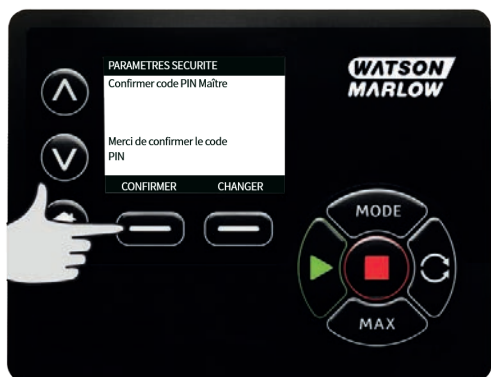 PARAMETRES SECURITE
Confirmer code PIN Maître
Merci de confirmer le code
PIN
CONFIRMER CHANGER
WATSON
MARLOW
MODE
MAX